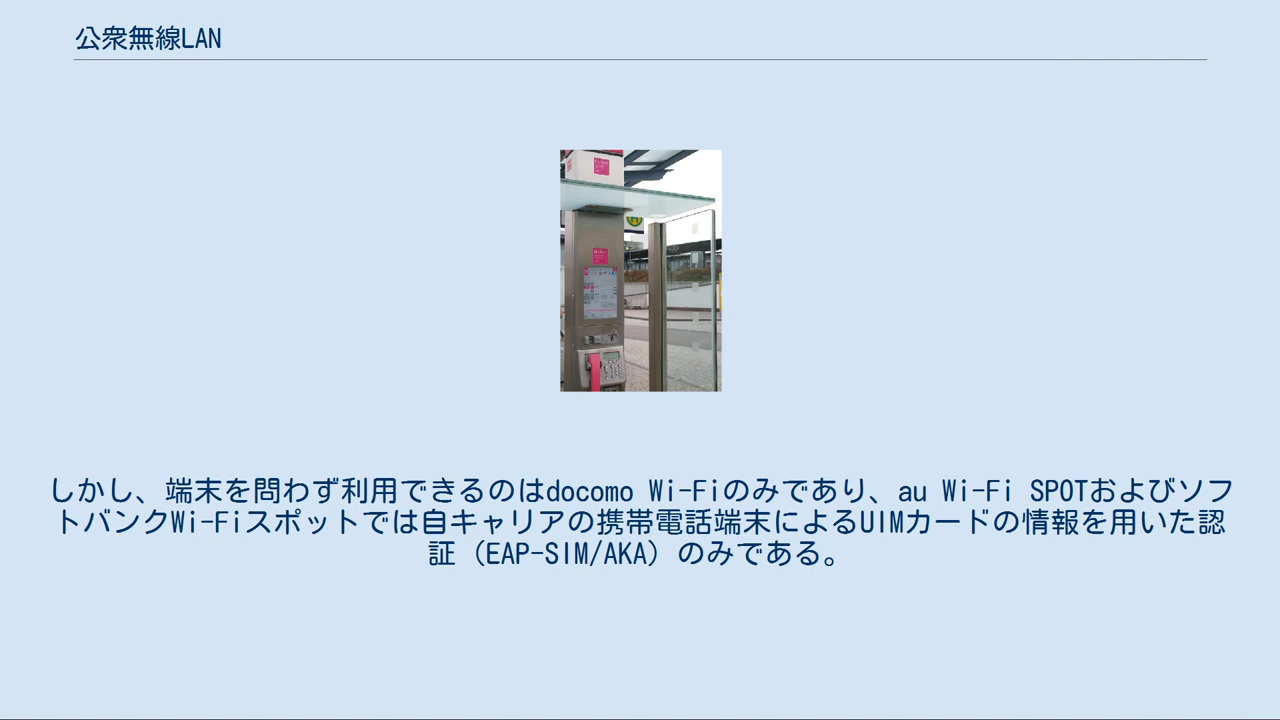 公衆無線LAN
しかし、端末を問わず利用できるのはdocomo Wi-Fiのみであり、au Wi-Fi SPOTおよびソフ
トバンクWi-Fiスポットでは自キャリアの携帯電話端末によるUIMカードの情報を用いた認
証（EAP-SIM/AKA）のみである。